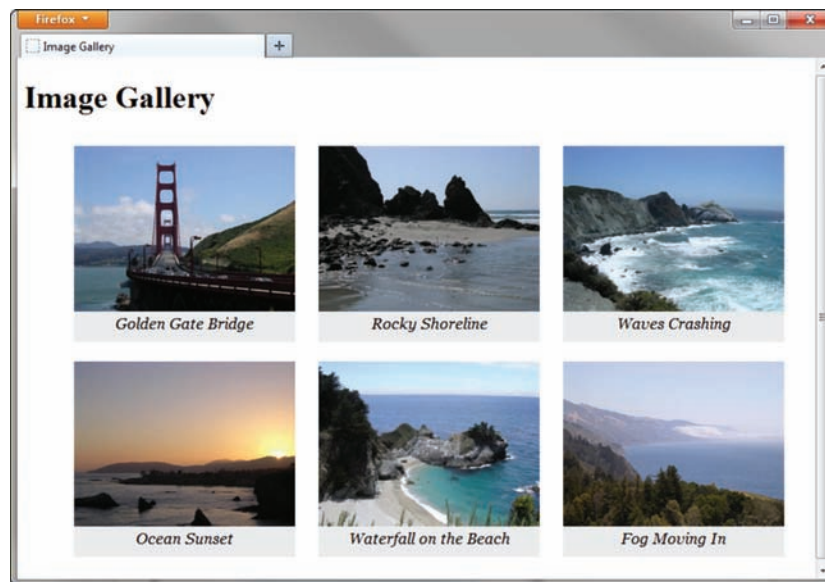 Firefox
Image Gallery
Image Gallery
Golden Gate Bridge
Rocky Shoreline
Waves Crashing
Ocean Sunset
Waterfall on the Beach
Fog Moving In